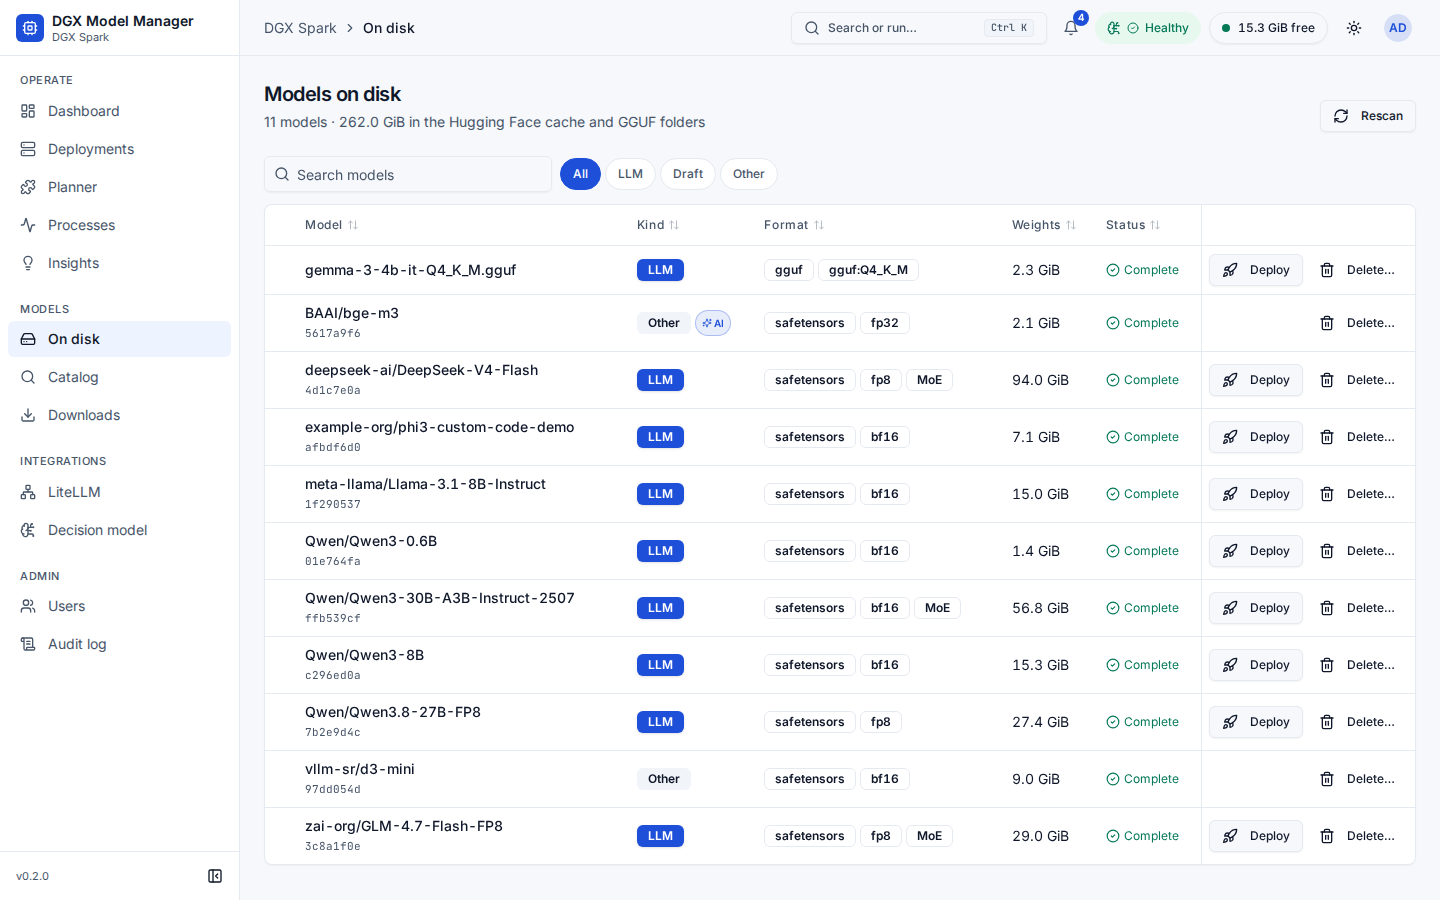 DGX Model Manager
DGX Spark
OPERATE
Dashboard
Deployments
Planner
Processes
Insights
MODELS
On disk
Catalog
Downloads
INTEGRATIONS
LiteLLM
Decision model
ADMIN
Users
Audit log
v0.2.0
DGX Spark > On disk
Search or run... Ctrl K
4
Healthy
15.3 GiB free
AD
Models on disk
11 models · 262.0 GiB in the Hugging Face cache and GGUF folders
Rescan
Search models
All LLM Draft Other
Model Kind Format Weights Status
gemma-3-4b-it-Q4_K_M.gguf LLM gguf gguf:Q4_K_M 2.3 GiB Complete Deploy Delete...
BAAI/bge-m3 Other AI safetensors fp32 2.1 GiB Complete Delete...
5617a9f6
deepseek-ai/DeepSeek-V4-Flash LLM safetensors fp8 MoE 94.0 GiB Complete Deploy Delete...
4d1c7e0a
example-org/phi3-custom-code-demo LLM safetensors bf16 7.1 GiB Complete Deploy Delete...
afbdf6d0
meta-llama/Llama-3.1-8B-Instruct LLM safetensors bf16 15.0 GiB Complete Deploy Delete...
1f290537
Qwen/Qwen3-0.6B LLM safetensors bf16 1.4 GiB Complete Deploy Delete...
01e764fa
Qwen/Qwen3-30B-A3B-Instruct-2507 LLM safetensors bf16 MoE 56.8 GiB Complete Deploy Delete...
ffb539cf
Qwen/Qwen3-8B LLM safetensors bf16 15.3 GiB Complete Deploy Delete...
c296ed0a
Qwen/Qwen3.8-27B-FP8 LLM safetensors fp8 27.4 GiB Complete Deploy Delete...
7b2e9d4c
vllm-sr/d3-mini Other safetensors bf16 9.0 GiB Complete Delete...
97dd054d
zai-org/GLM-4.7-Flash-FP8 LLM safetensors fp8 MoE 29.0 GiB Complete Deploy Delete...
3c8a1f0e